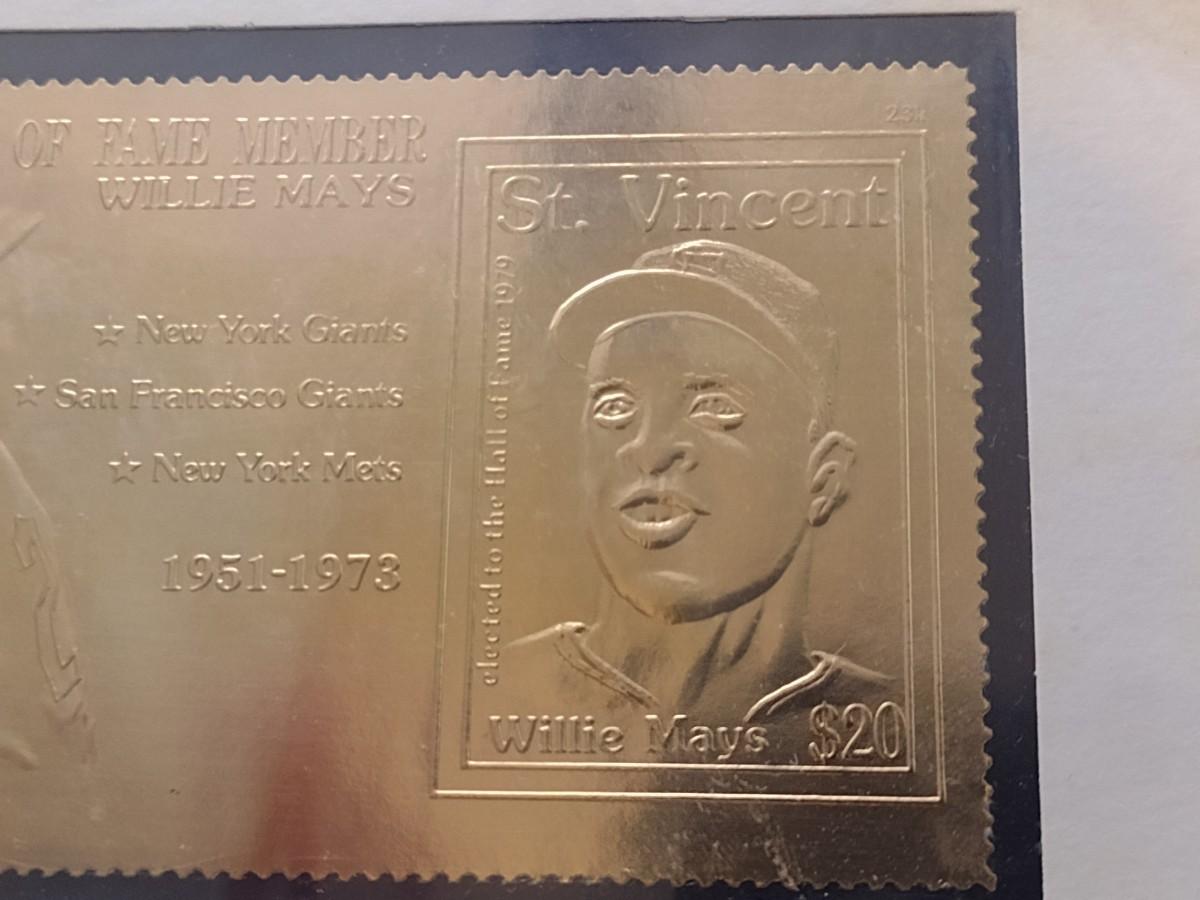 OF FAME MEMBER
WILLIE MAYS
☆ New York Giants
☆ San Francisco Giants
☆ New York Mets
1951-1973
23k
St. Vincent
elected to the Hall of Fame 1979
Willie Mays $20